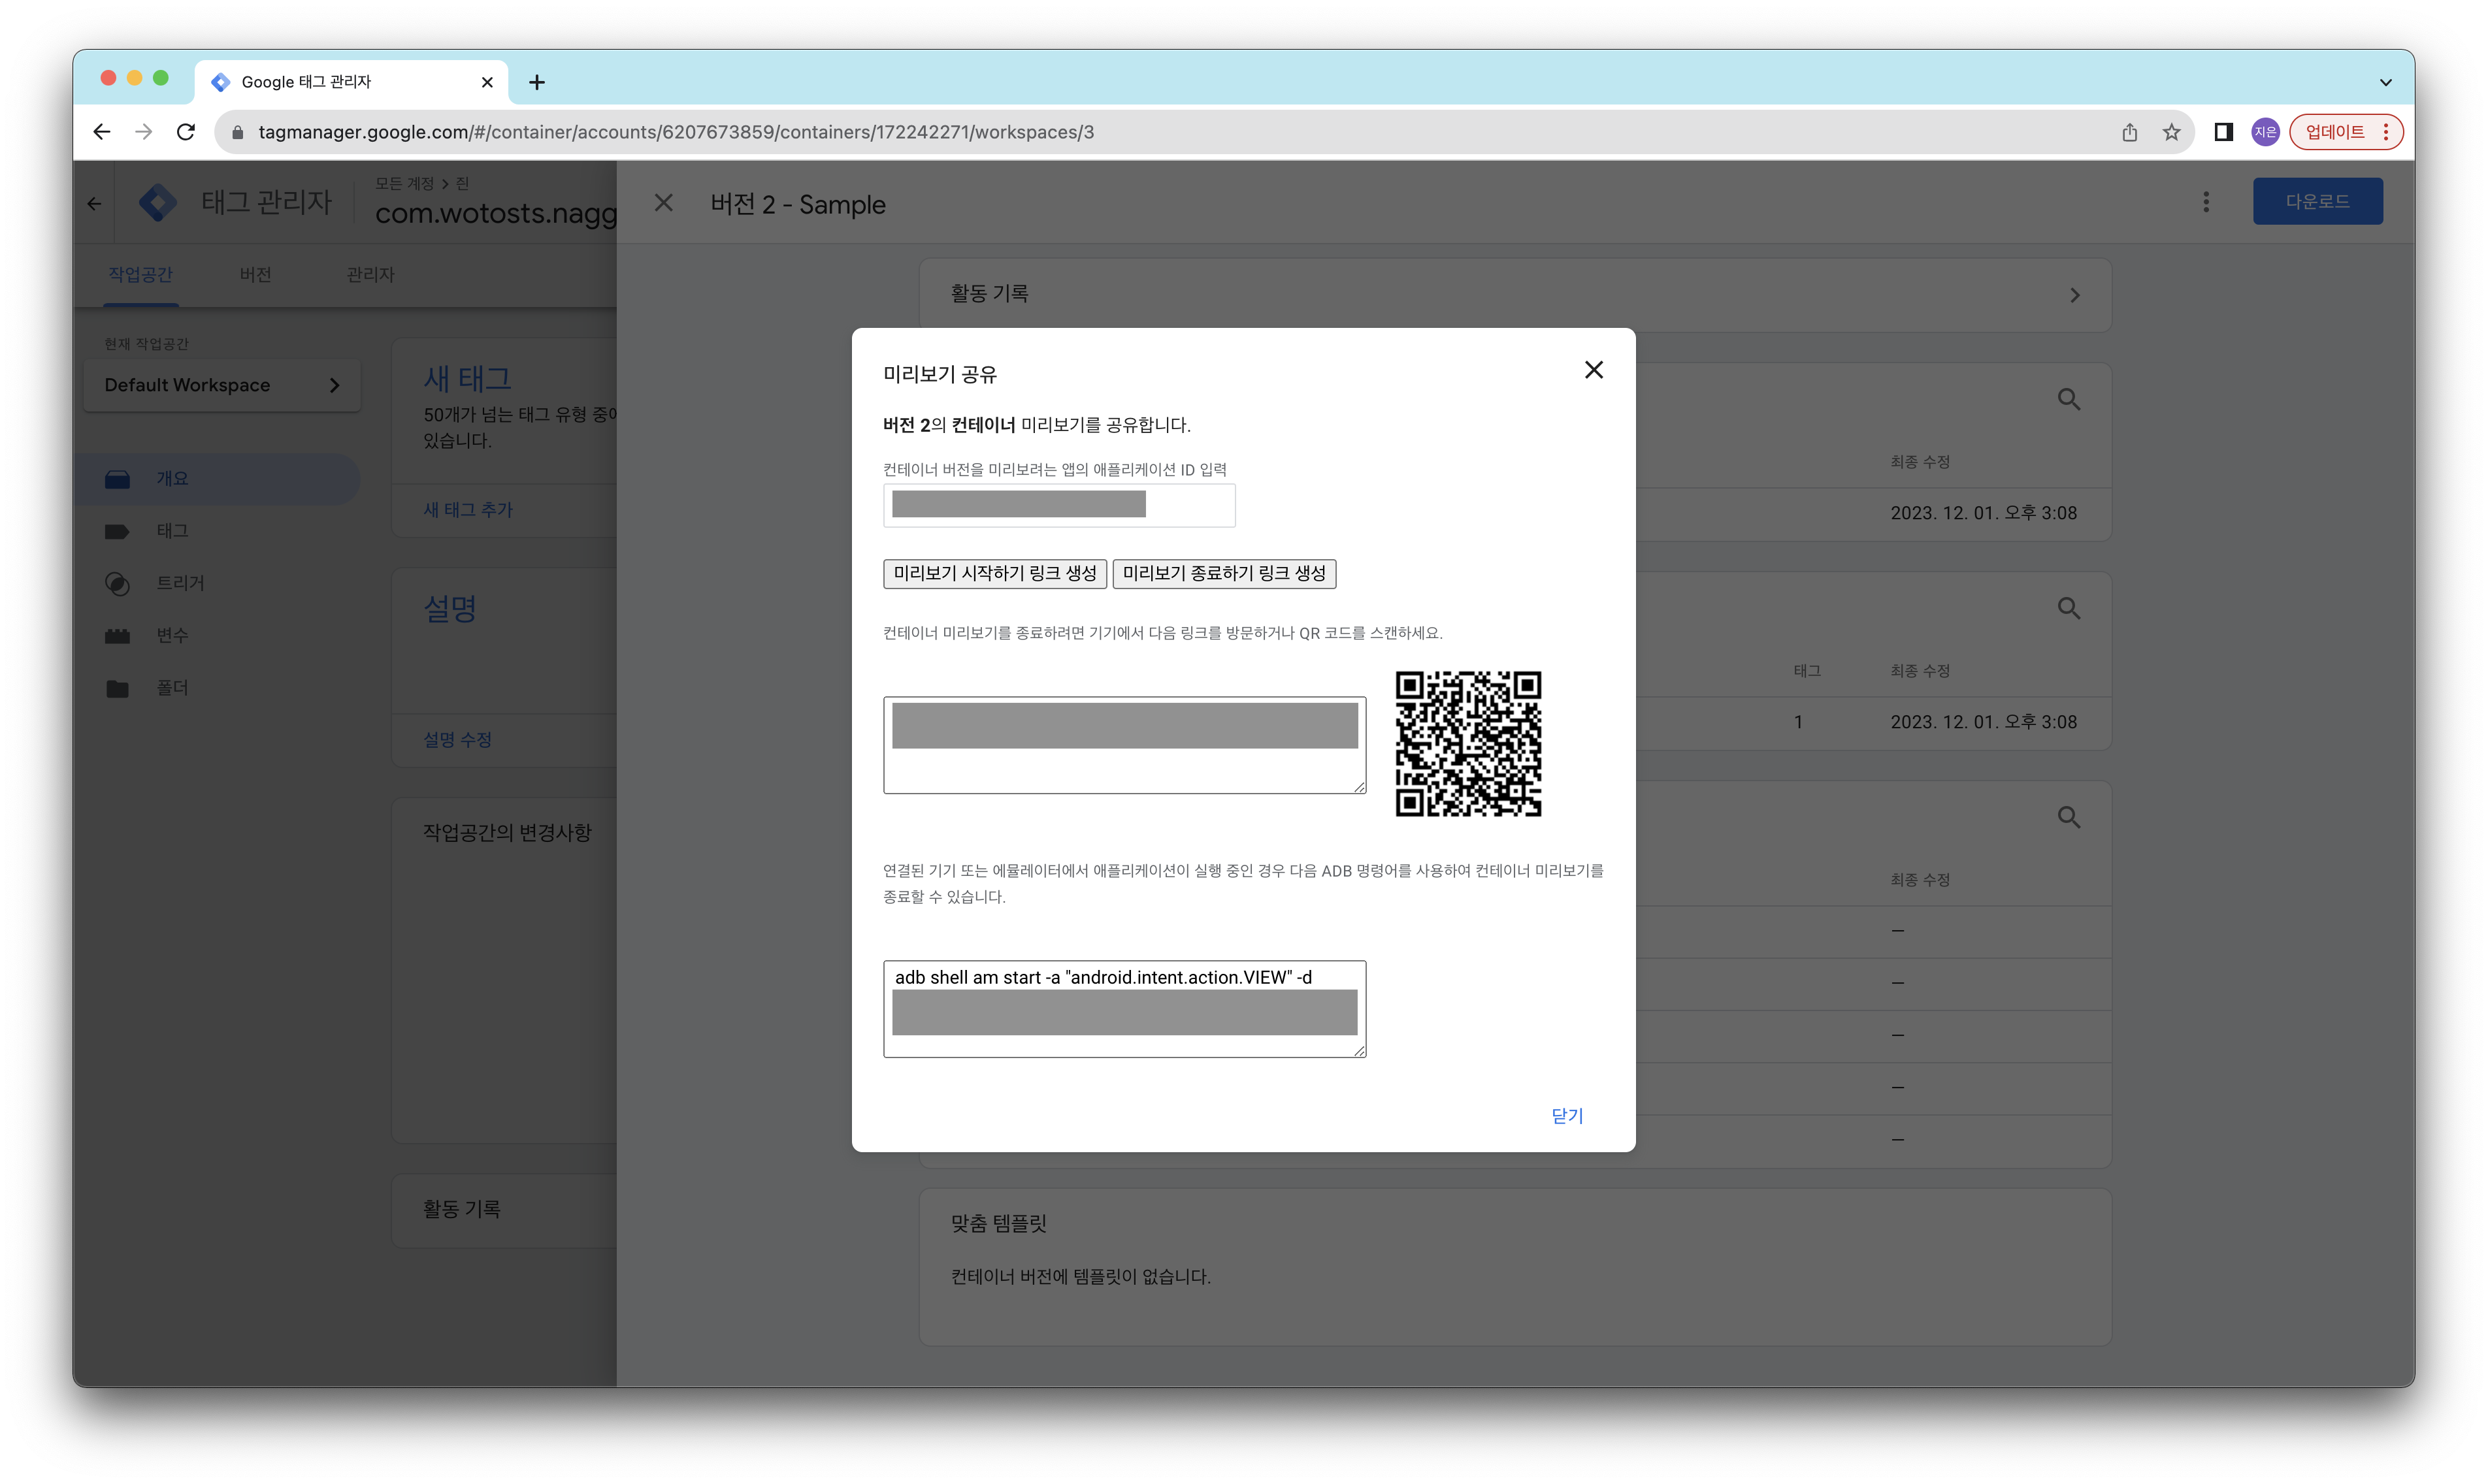 Google 태그 관리자
tagmanager.google.com/#/container/accounts/6207673859/containers/172242271/workspaces/3
지은
업데이트
태그 관리자
모든 계정 > 즨
com.wotosts.nagg
버전 2 - Sample
다운로드
작업공간
버전
관리자
현재 작업공간
Default Workspace
개요
태그
트리거
변수
폴더
새 태그
50개가 넘는 태그 유형 중에
있습니다.
새 태그 추가
설명
설명 수정
작업공간의 변경사항
활동 기록
활동 기록
최종 수정
2023. 12. 01. 오후 3:08
태그
최종 수정
1
2023. 12. 01. 오후 3:08
최종 수정
—
—
—
—
—
맞춤 템플릿
컨테이너 버전에 템플릿이 없습니다.
미리보기 공유
버전 2의 컨테이너 미리보기를 공유합니다.
컨테이너 버전을 미리보려는 앱의 애플리케이션 ID 입력
미리보기 시작하기 링크 생성
미리보기 종료하기 링크 생성
컨테이너 미리보기를 종료하려면 기기에서 다음 링크를 방문하거나 QR 코드를 스캔하세요.
연결된 기기 또는 에뮬레이터에서 애플리케이션이 실행 중인 경우 다음 ADB 명령어를 사용하여 컨테이너 미리보기를
종료할 수 있습니다.
adb shell am start -a "android.intent.action.VIEW" -d
닫기